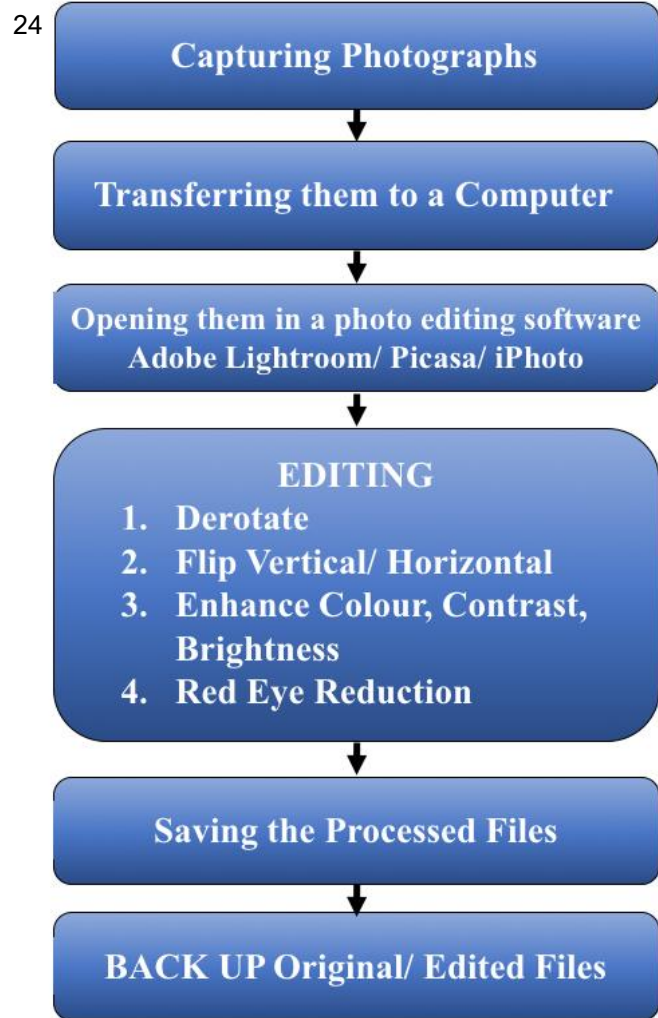 24
Capturing Photographs
Transferring them to a Computer
Opening them in a photo editing software
Adobe Lightroom/ Picasa/ iPhoto
EDITING
1. Derotate
2. Flip Vertical/ Horizontal
3. Enhance Colour, Contrast,
Brightness
4. Red Eye Reduction
Saving the Processed Files
BACK UP Original/ Edited Files